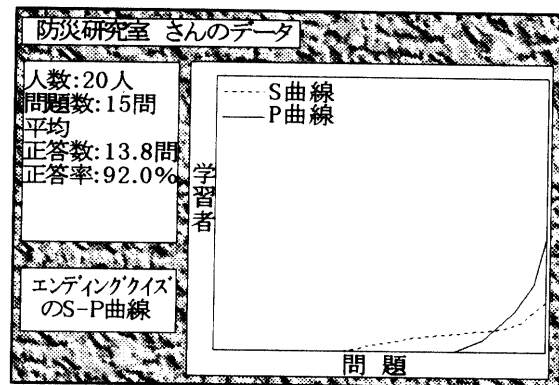 防災研究室 さんのデータ
人数:20人
問題数:15問
平均
正答数:13.8問
正答率:92.0%
エンディングクイズ
のS-P曲線
S曲線
P曲線
学習者
問 題